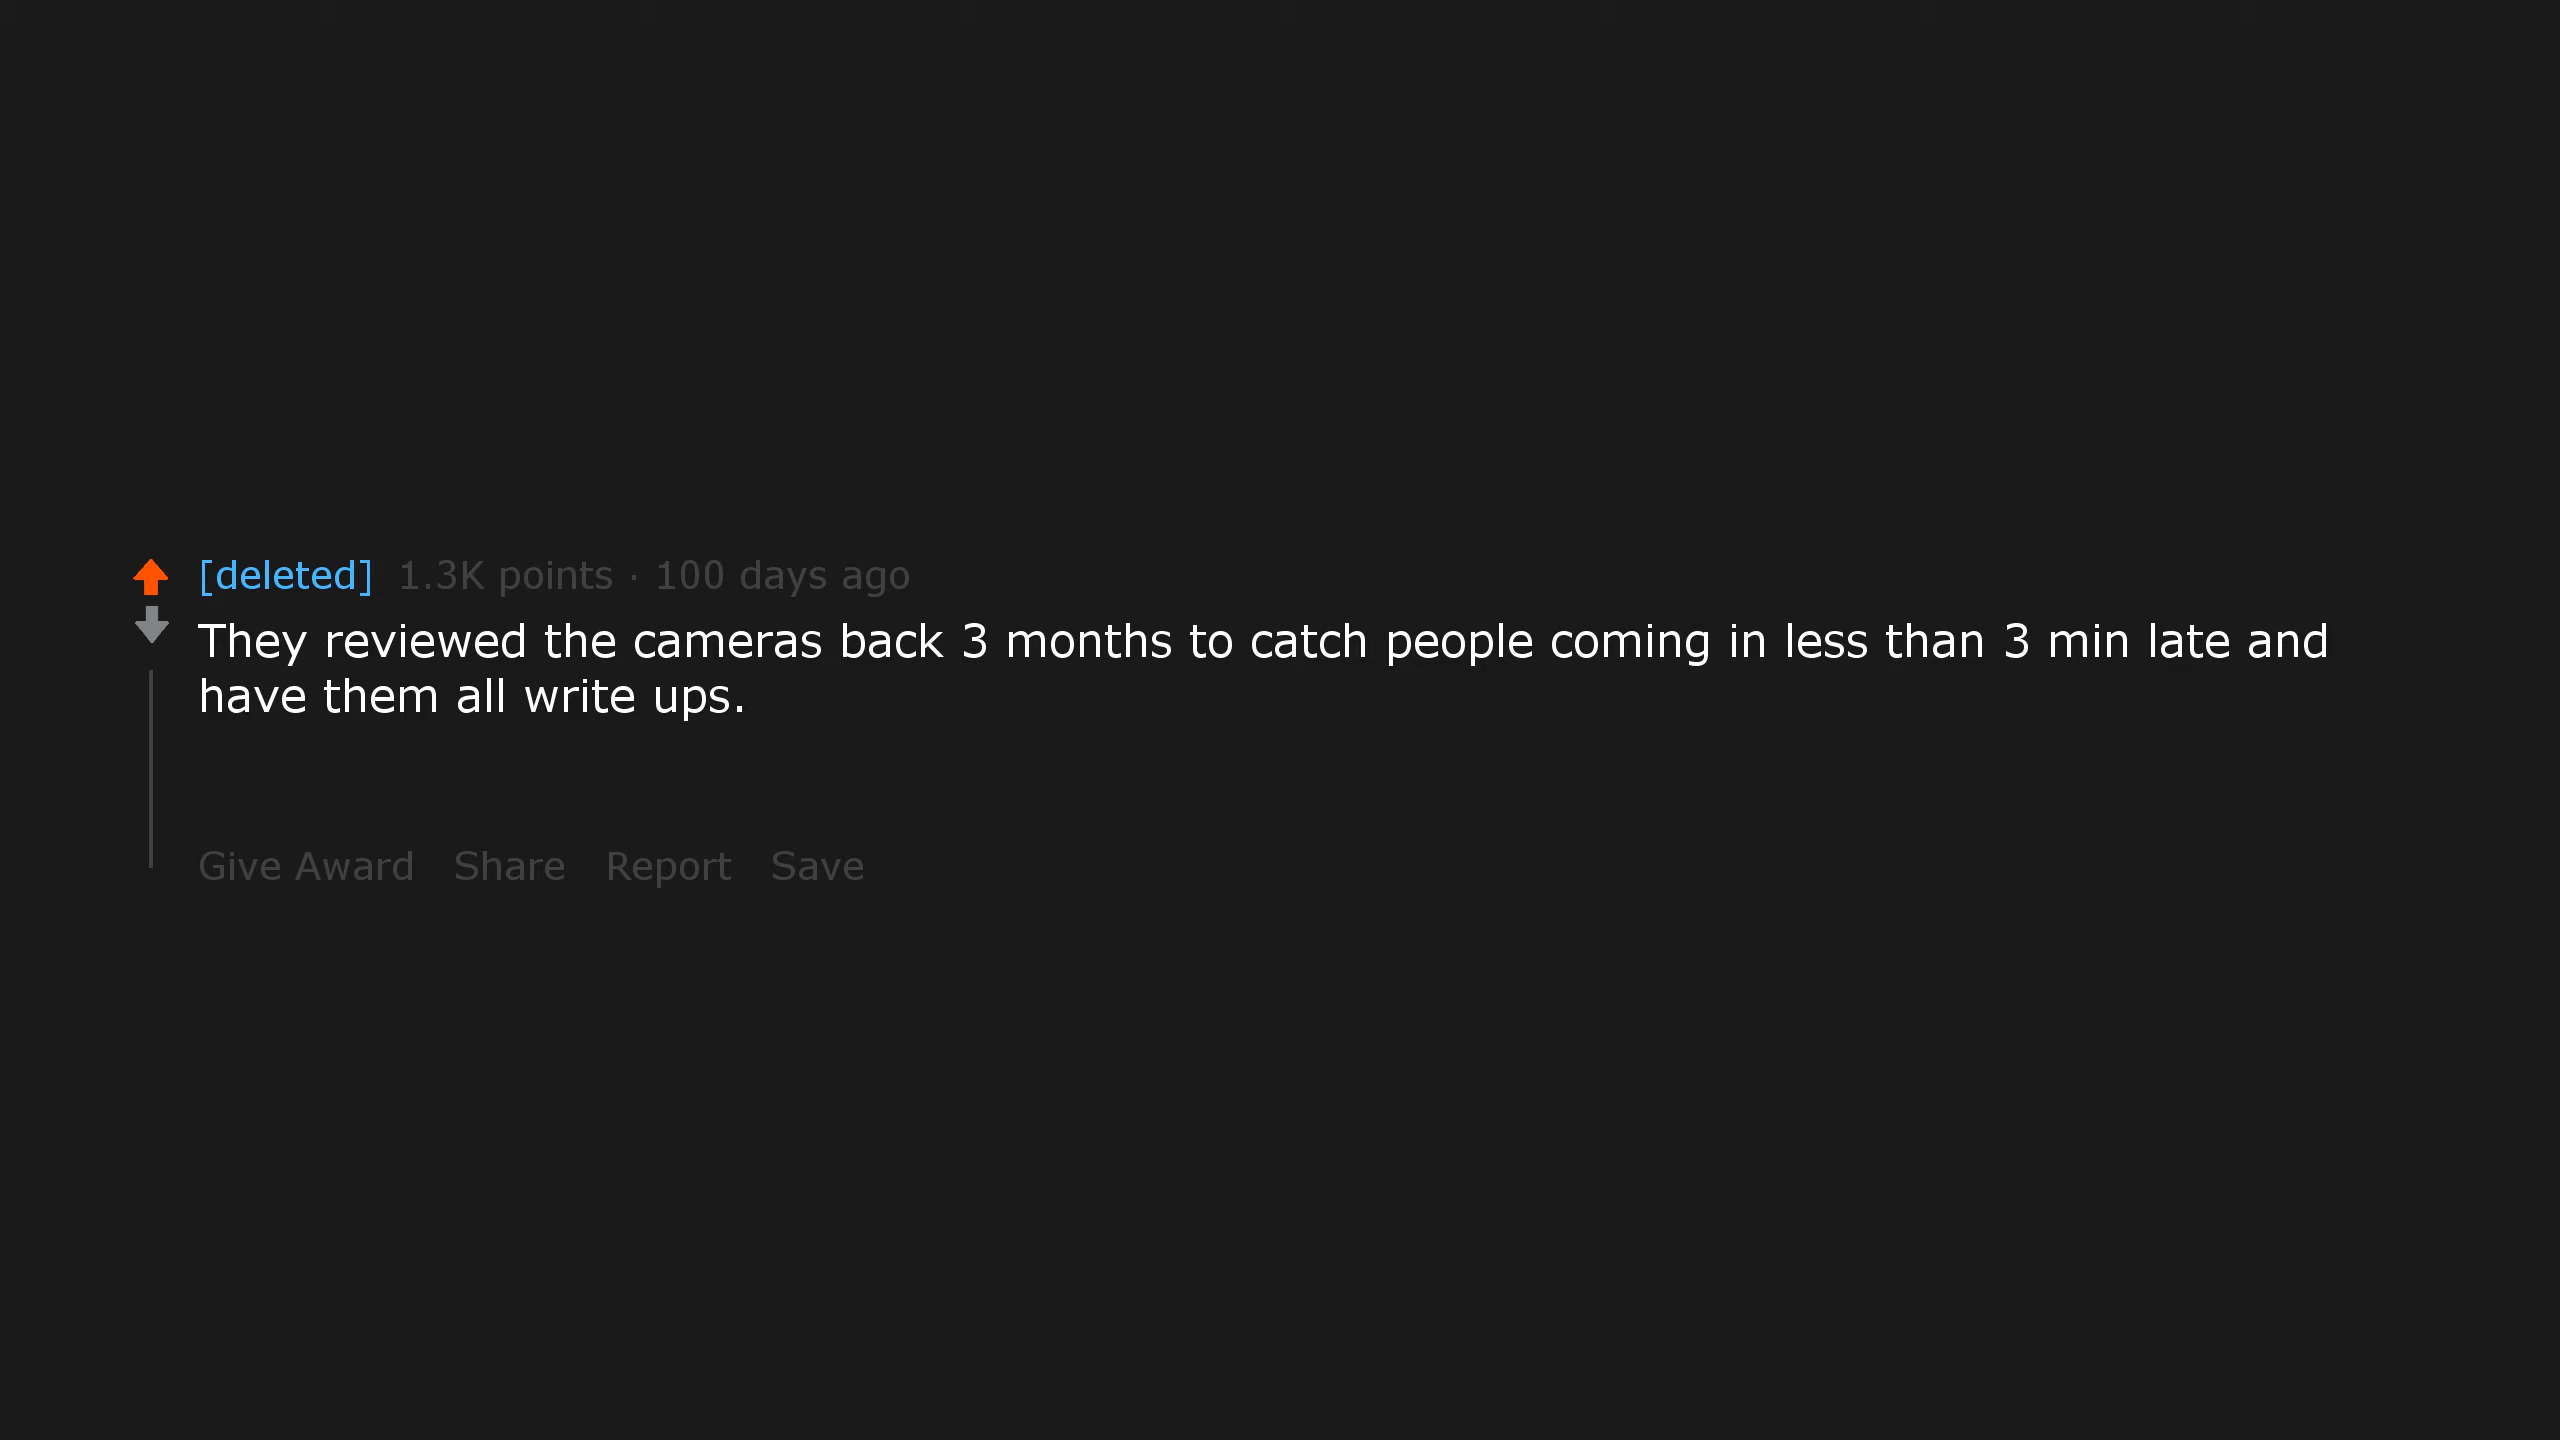 [deleted] 1.3K points · 100 days ago
They reviewed the cameras back 3 months to catch people coming in less than 3 min late and
have them all write ups.
Give Award Share Report Save